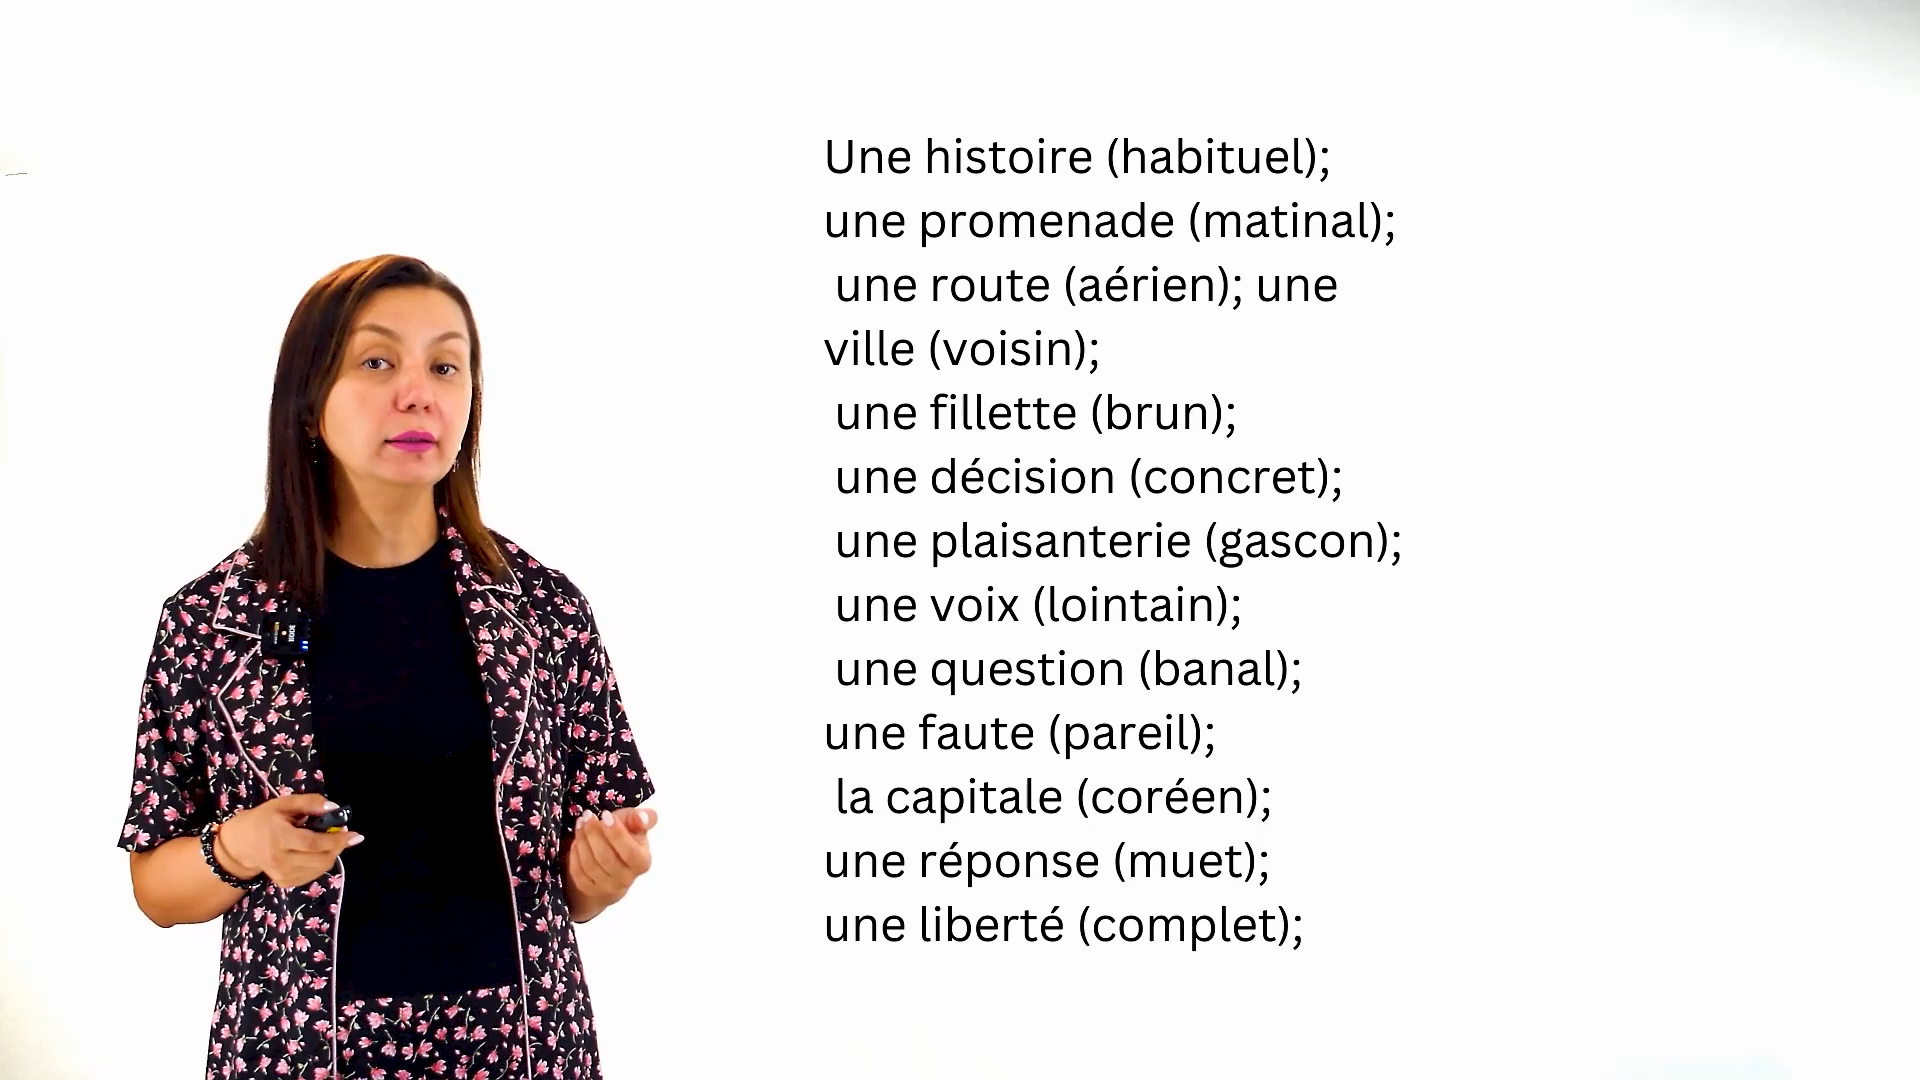 Une histoire (habituel);
une promenade (matinal);
une route (aérien); une
ville (voisin);
une fillette (brun);
une décision (concret);
une plaisanterie (gascon);
une voix (lointain);
une question (banal);
une faute (pareil);
la capitale (coréen);
une réponse (muet);
une liberté (complet);